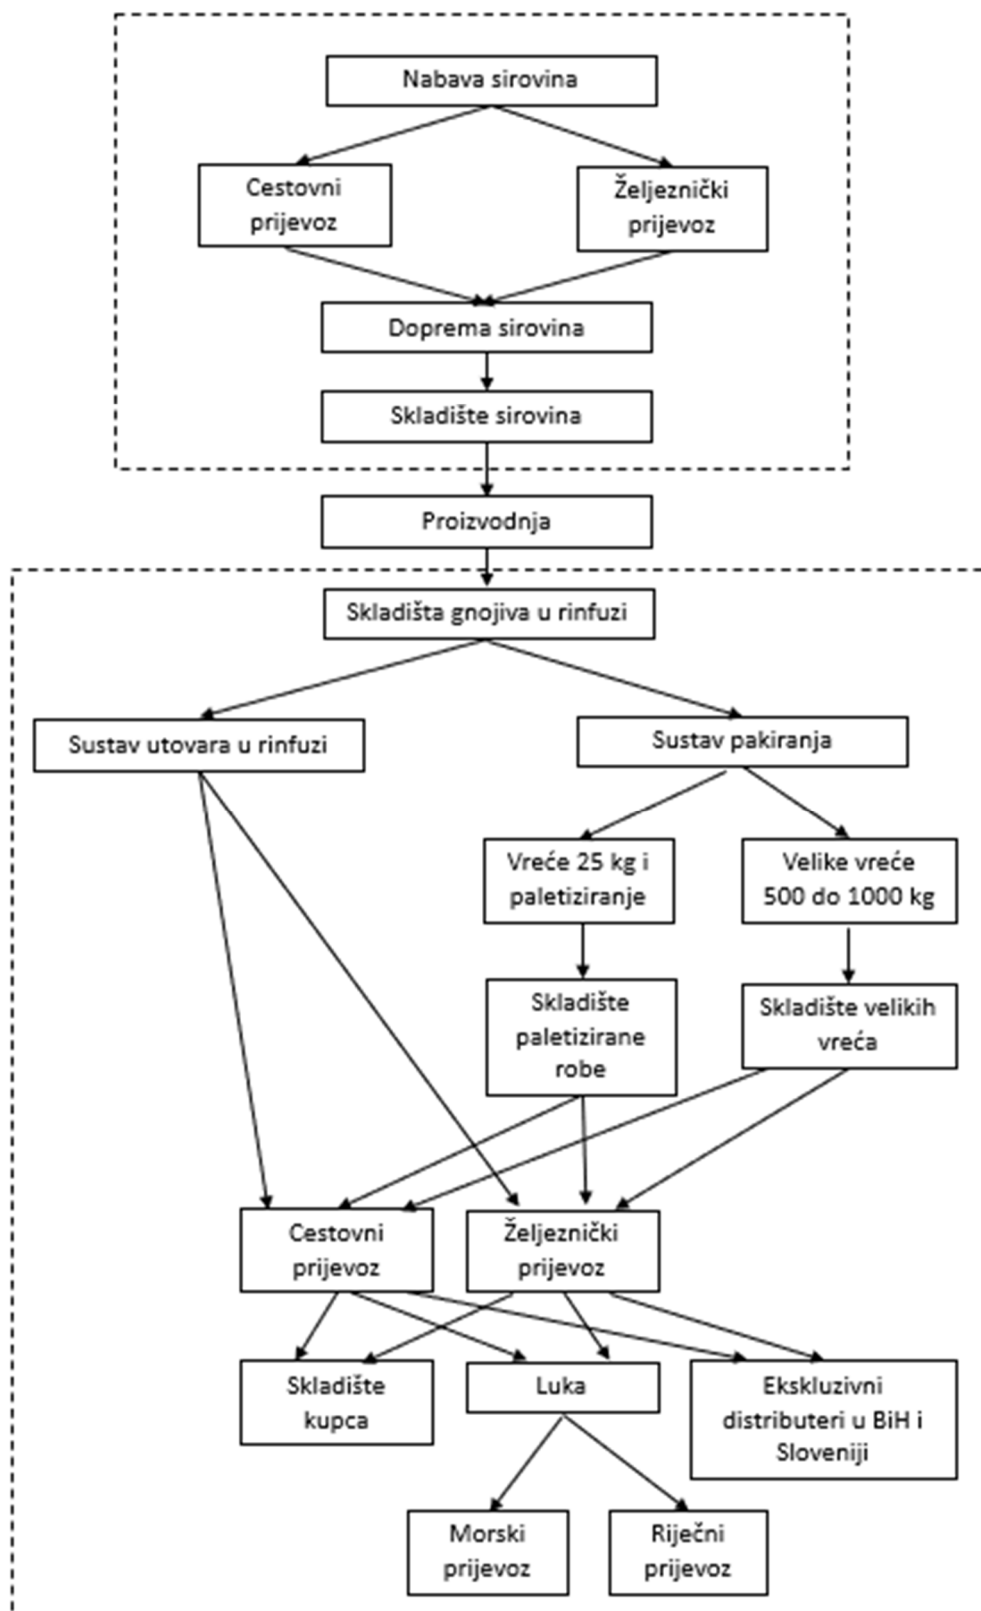 Nabava sirovina
Cestovni
prijevoz
Željeznički
prijevoz
Doprema sirovina
Skladište sirovina
Proizvodnja
Skladišta gnojiva u rinfuzi
Sustav utovara u rinfuzi
Sustav pakiranja
Vreće 25 kg i
paletiziranje
Velike vreće
500 do 1000 kg
Skladište
paletizirane
robe
Skladište velikih
vreća
Cestovni
prijevoz
Željeznički
prijevoz
Skladište
kupca
Luka
Ekskluzivni
distributeri u BiH i
Sloveniji
Morski
prijevoz
Riječni
prijevoz